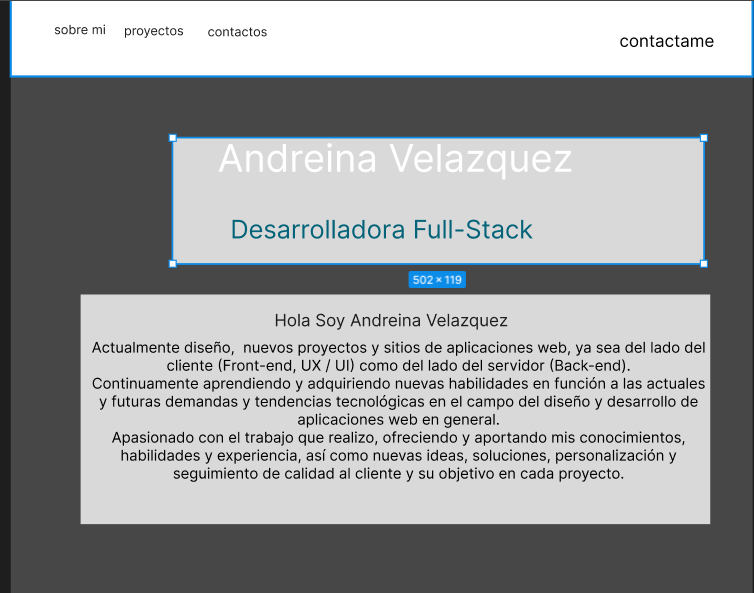 sobre mi
proyectos
contactos
contactame
Andreina Velazquez
Desarrolladora Full-Stack
502 × 119
Hola Soy Andreina Velazquez
Actualmente diseño,  nuevos proyectos y sitios de aplicaciones web, ya sea del lado del
cliente (Front-end, UX / UI) como del lado del servidor (Back-end).
Continuamente aprendiendo y adquiriendo nuevas habilidades en función a las actuales
y futuras demandas y tendencias tecnológicas en el campo del diseño y desarrollo de
aplicaciones web en general.
Apasionado con el trabajo que realizo, ofreciendo y aportando mis conocimientos,
habilidades y experiencia, así como nuevas ideas, soluciones, personalización y
seguimiento de calidad al cliente y su objetivo en cada proyecto.